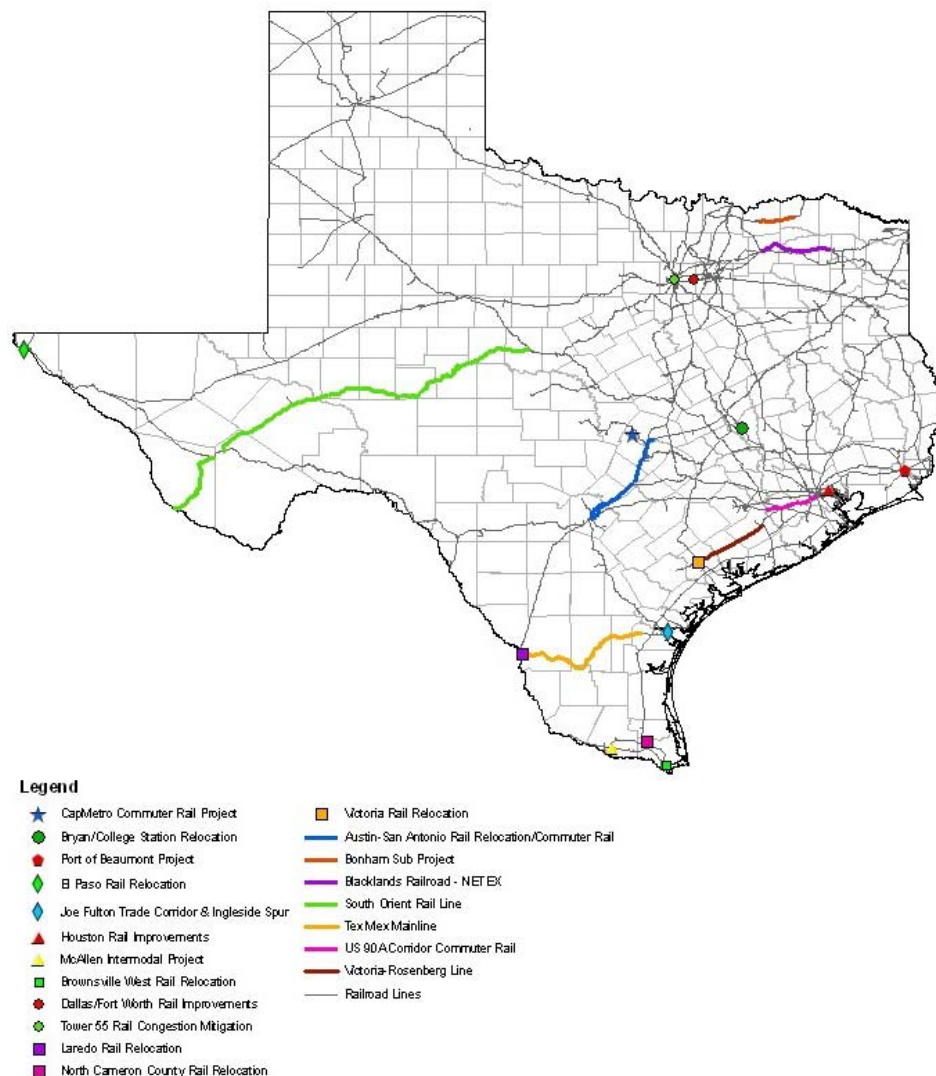 Legend
CapMetro Commuter Rail Project
Bryan/College Station Relocation
Port of Beaumont Project
El Paso Rail Relocation
Joe Fulton Trade Corridor & Ingleside Spur
Houston Rail Improvements
McAllen Intermodal Project
Brownsville West Rail Relocation
Dallas/Fort Worth Rail Improvements
Tower 55 Rail Congestion Mitigation
Laredo Rail Relocation
North Cameron County Rail Relocation
Victoria Rail Relocation
Austin-San Antonio Rail Relocation/Commuter Rail
Bonham Sub Project
Blacklands Railroad - NETEX
South Orient Rail Line
Tex Mex Mainline
US 90A Corridor Commuter Rail
Victoria-Rosenberg Line
Railroad Lines